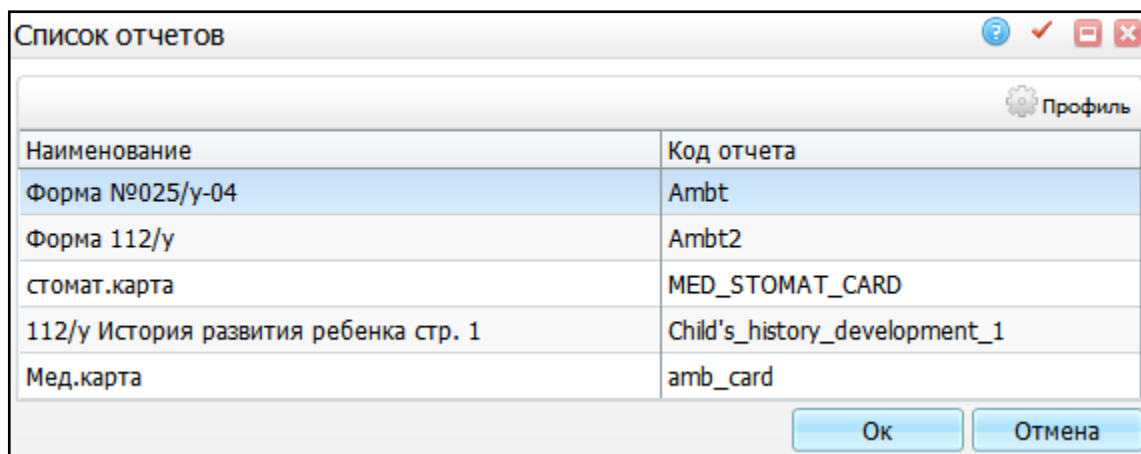 Список отчетов
Профиль
Наименование Код отчета
Форма №025/у-04 Ambt
Форма 112/у Ambt2
стомат.карта MED_STOMAT_CARD
112/у История развития ребенка стр. 1 Child's_history_development_1
Мед.карта amb_card
Ок Отмена